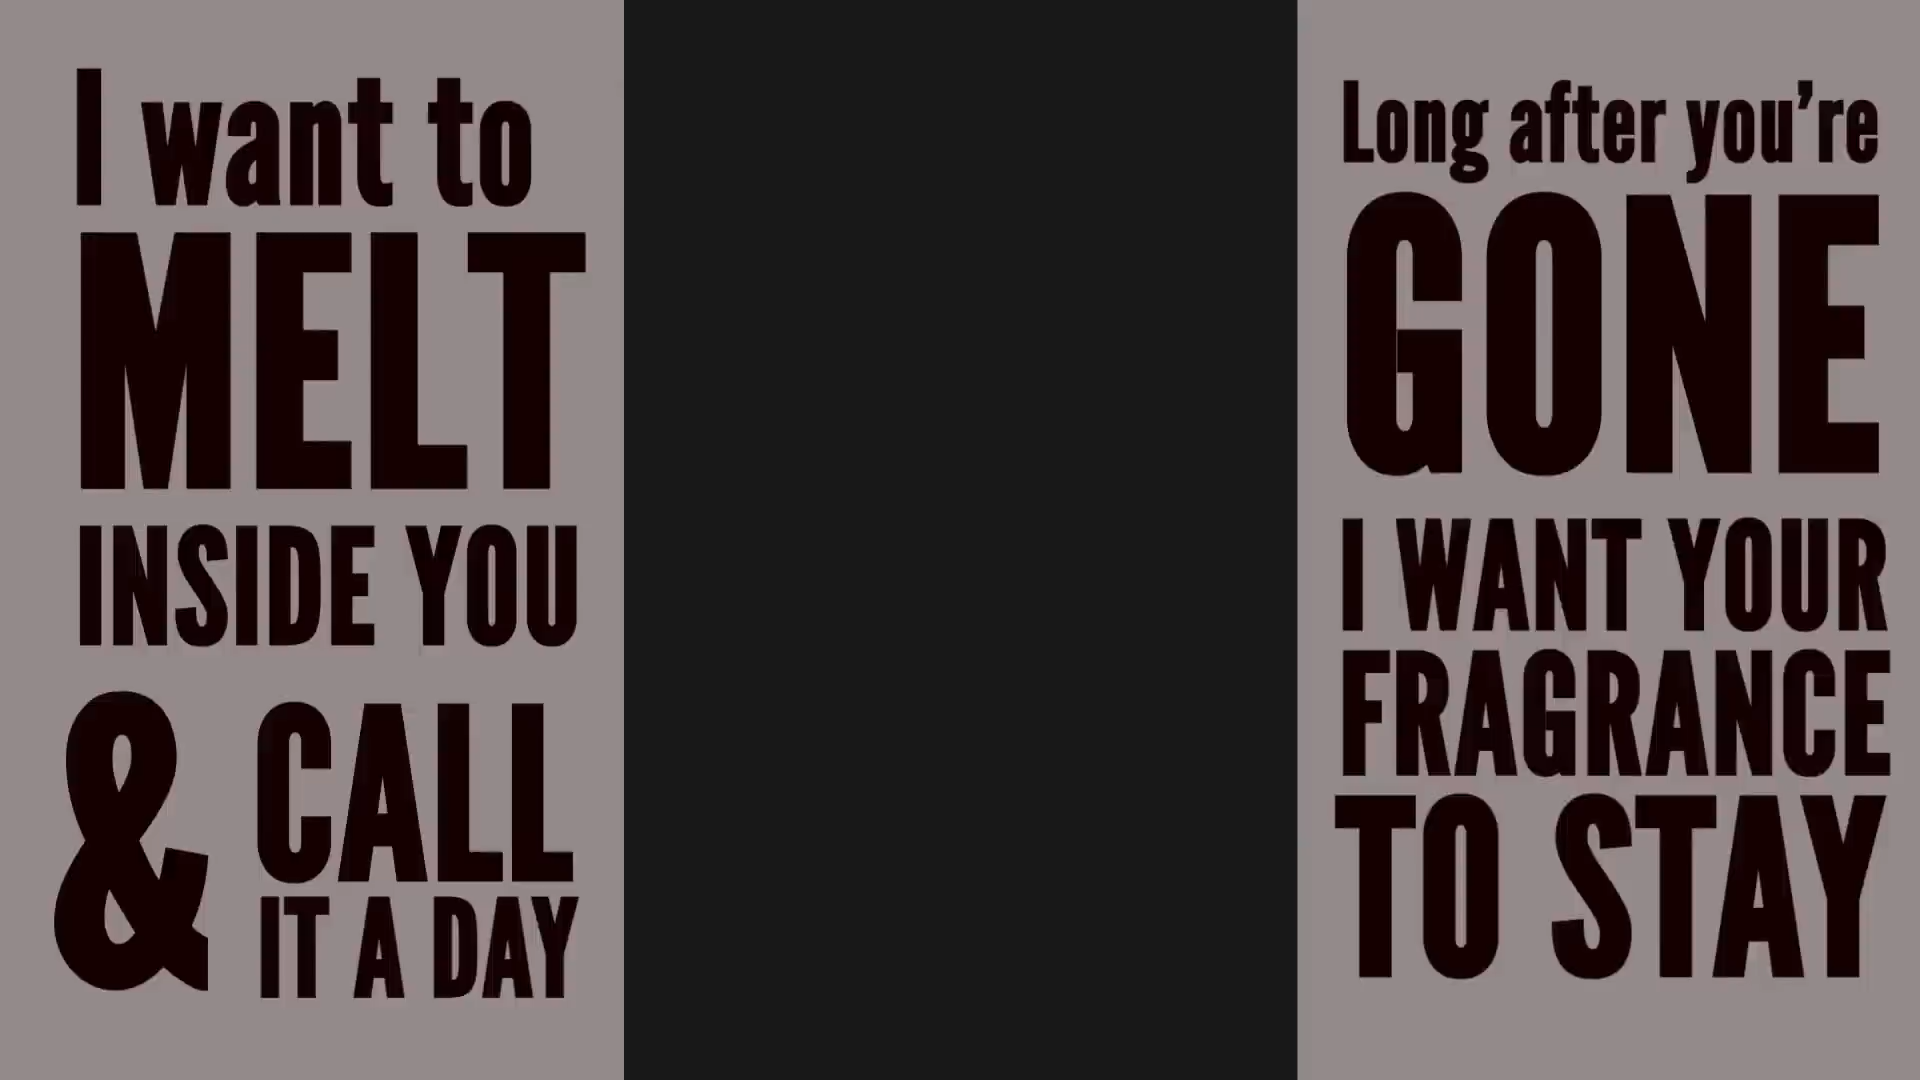 I want to
MELT
INSIDE YOU
& CALL
IT A DAY
Long after you're
GONE
I WANT YOUR
FRAGRANCE
TO STAY